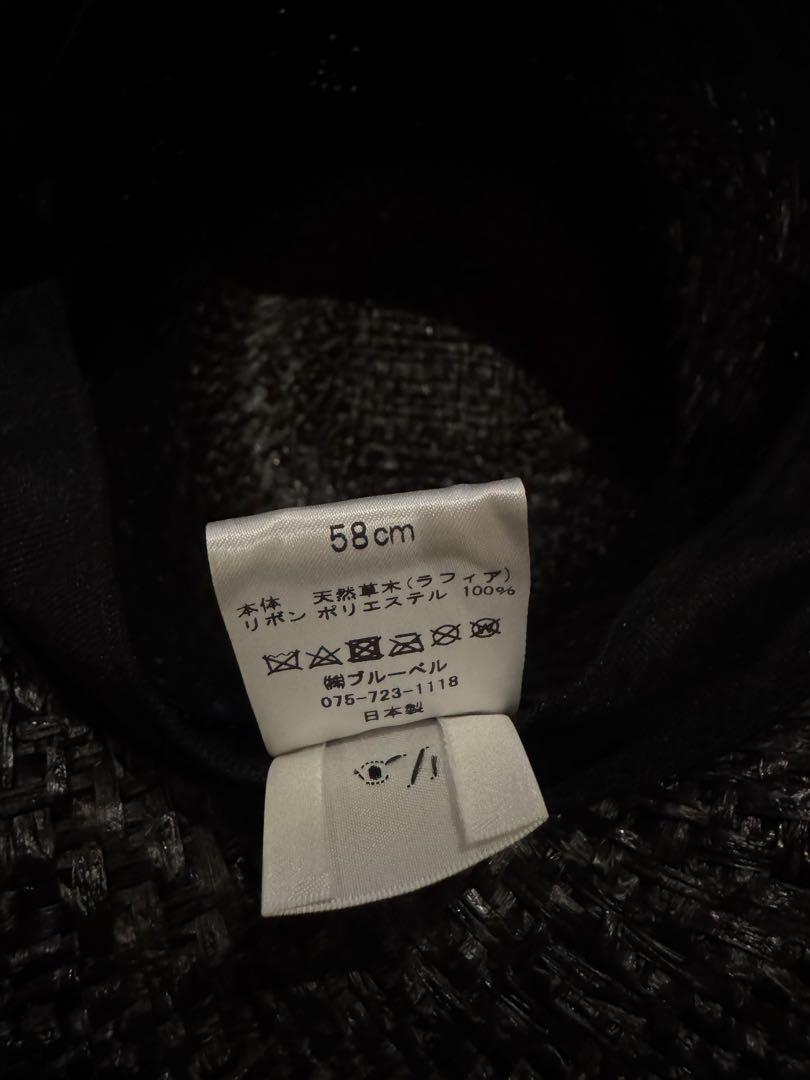 58cm
本体 天然草木(ラフィア)
リボン ポリエステル 100%
㈱ブルーベル
075-723-1118
日本製